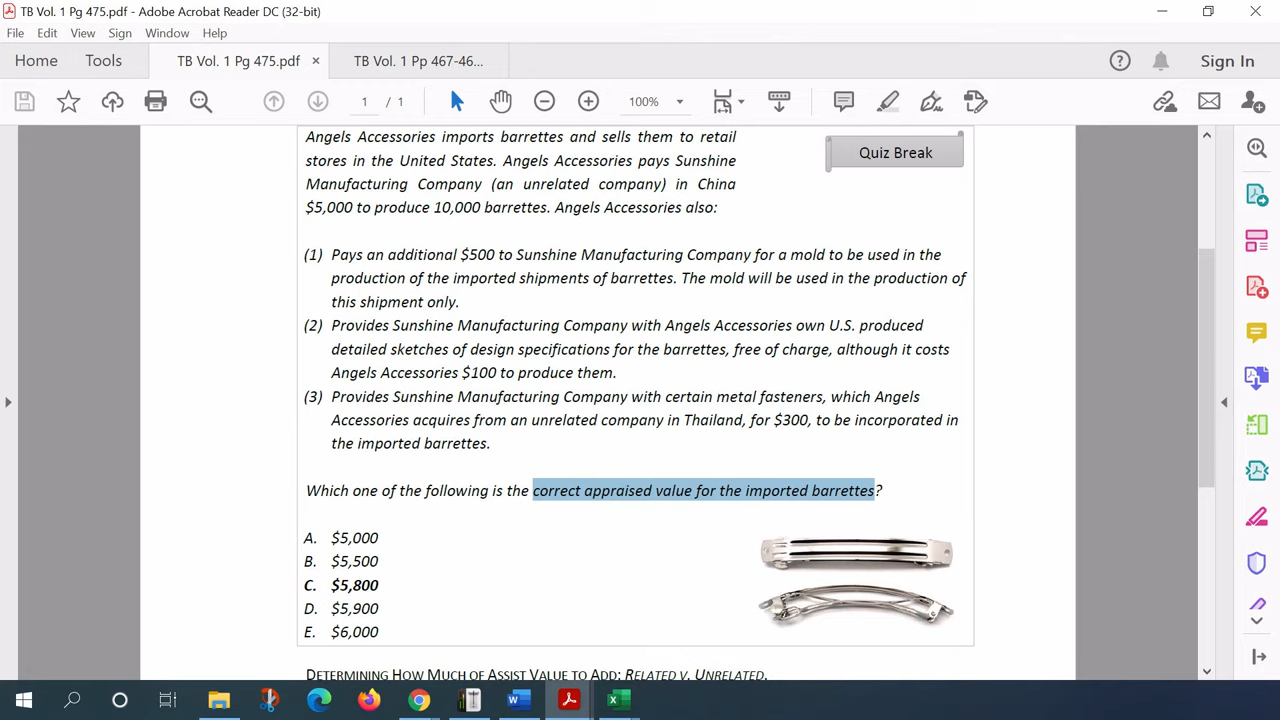 TB Vol. 1 Pg 475.pdf - Adobe Acrobat Reader DC (32-bit)
File Edit View Sign Window Help
Home Tools TB Vol. 1 Pg 475.pdf × TB Vol. 1 Pp 467-46... Sign In
1 / 1 100%
Angels Accessories imports barrettes and sells them to retail
stores in the United States. Angels Accessories pays Sunshine
Manufacturing Company (an unrelated company) in China
$5,000 to produce 10,000 barrettes. Angels Accessories also:
Quiz Break
(1) Pays an additional $500 to Sunshine Manufacturing Company for a mold to be used in the
production of the imported shipments of barrettes. The mold will be used in the production of
this shipment only.
(2) Provides Sunshine Manufacturing Company with Angels Accessories own U.S. produced
detailed sketches of design specifications for the barrettes, free of charge, although it costs
Angels Accessories $100 to produce them.
(3) Provides Sunshine Manufacturing Company with certain metal fasteners, which Angels
Accessories acquires from an unrelated company in Thailand, for $300, to be incorporated in
the imported barrettes.
Which one of the following is the correct appraised value for the imported barrettes?
A. $5,000
B. $5,500
C. $5,800
D. $5,900
E. $6,000
DETERMINING HOW MUCH OF ASSIST VALUE TO ADD: RELATED V. UNRELATED.